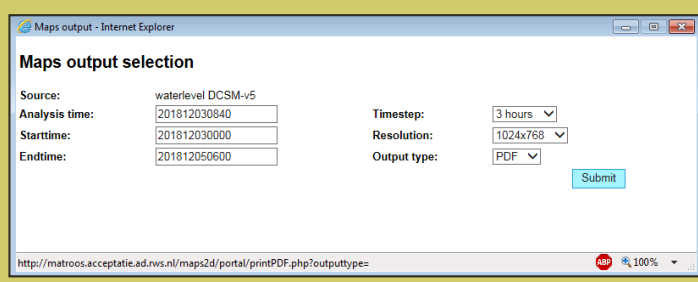 Maps output - Internet Explorer
Maps output selection
Source: waterlevel DCSM-v5
Analysis time: 201812030840 Timestep: 3 hours
Starttime: 201812030000 Resolution: 1024x768
Endtime: 201812050600 Output type: PDF
Submit
http://matroos.acceptatie.ad.rws.nl/maps2d/portal/printPDF.php?outputtype= ABP 100%